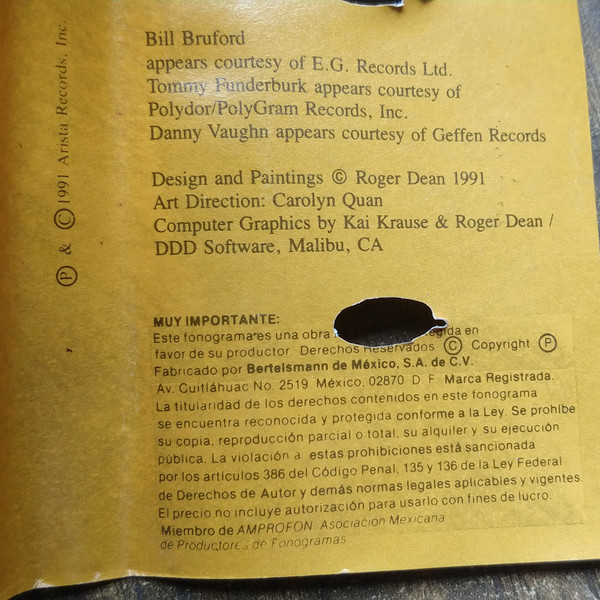 Ⓟ & Ⓒ 1991 Arista Records, Inc.
Bill Bruford
appears courtesy of E.G. Records Ltd.
Tommy Funderburk appears courtesy of
Polydor/PolyGram Records, Inc.
Danny Vaughn appears courtesy of Geffen Records
Design and Paintings © Roger Dean 1991
Art Direction: Carolyn Quan
Computer Graphics by Kai Krause & Roger Dean /
DDD Software, Malibu, CA
MUY IMPORTANTE:
Este fonograma es una obra en
favor de su productor. Derechos Reservados Ⓒ Copyright Ⓟ
Fabricado por Bertelsmann de México, S.A. de C.V.
Av. Cuitláhuac No. 2519 México, 02870 D.F. Marca Registrada.
La titularidad de los derechos contenidos en este fonograma
se encuentra reconocida y protegida conforme a la Ley. Se prohíbe
su copia, reproducción parcial o total, su alquiler y su ejecución
pública. La violación a estas prohibiciones está sancionada
por los artículos 386 del Código Penal, 135 y 136 de la Ley Federal
de Derechos de Autor y demás normas legales aplicables y vigentes.
El precio no incluye autorización para usarlo con fines de lucro.
Miembro de AMPROFON Asociación Mexicana
de Productores de Fonogramas